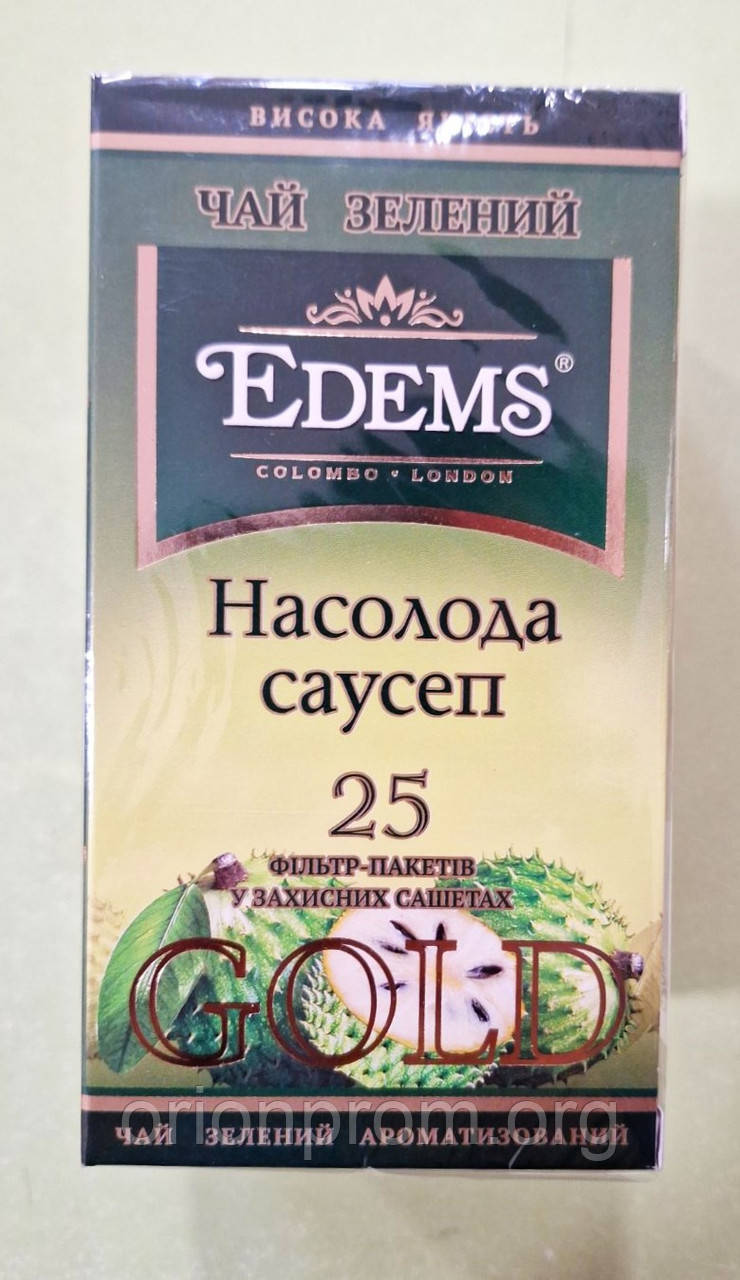 ВИСОКА ЯКІСТЬ
ЧАЙ ЗЕЛЕНИЙ
EDEMS®
COLOMBO • LONDON
Насолода
саусеп
25
ФІЛЬТР-ПАКЕТІВ
У ЗАХИСНИХ САШЕТАХ
GOLD
orionprom.org
ЧАЙ ЗЕЛЕНИЙ АРОМАТИЗОВАНИЙ